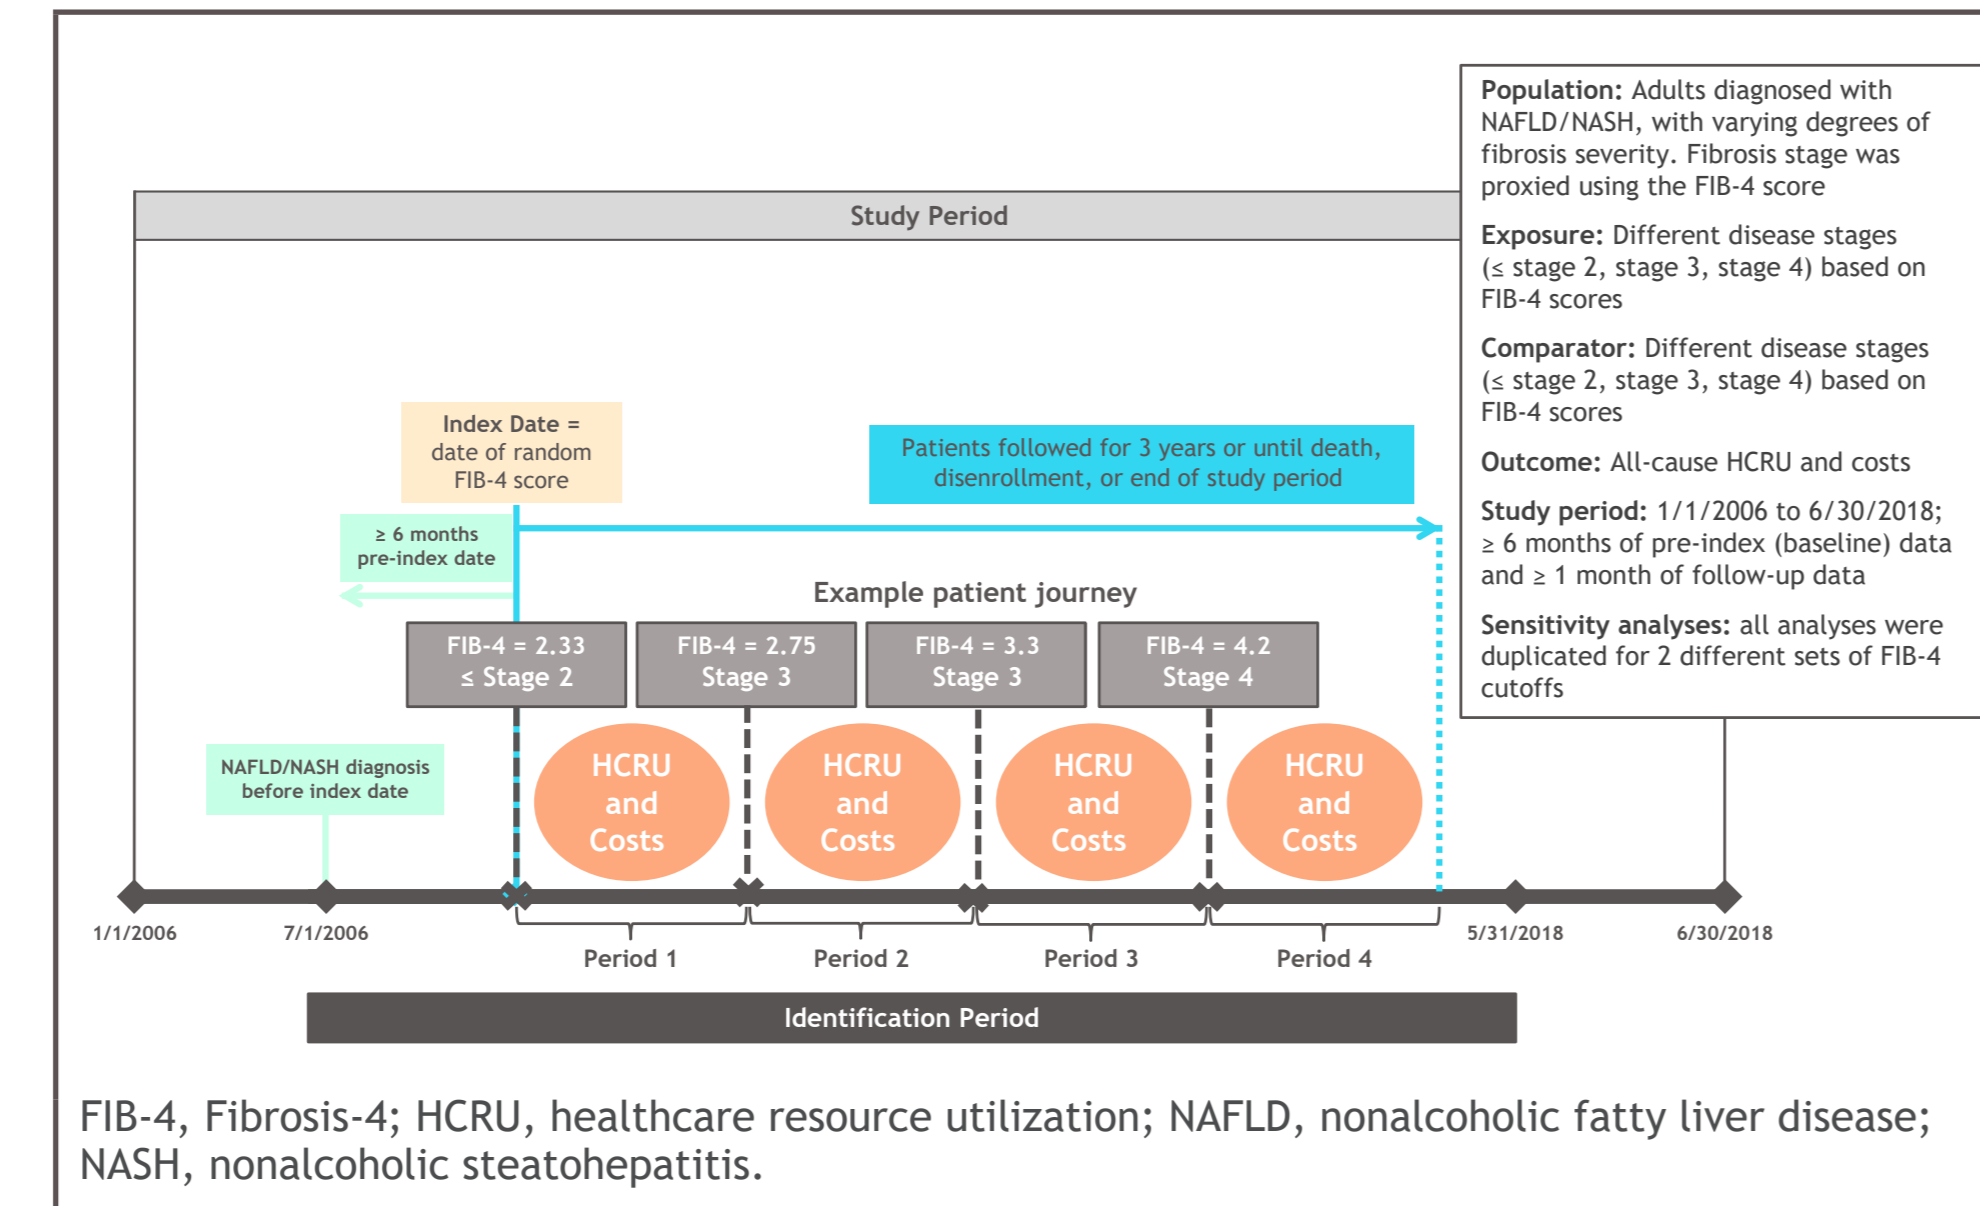 Population: Adults diagnosed with
NAFLD/NASH, with varying degrees of
fibrosis severity. Fibrosis stage was
proxied using the FIB-4 score
Exposure: Different disease stages
(≤ stage 2, stage 3, stage 4) based on
FIB-4 scores
Comparator: Different disease stages
(≤ stage 2, stage 3, stage 4) based on
FIB-4 scores
Outcome: All-cause HCRU and costs
Study period: 1/1/2006 to 6/30/2018;
≥ 6 months of pre-index (baseline) data
and ≥ 1 month of follow-up data
Sensitivity analyses: all analyses were
duplicated for 2 different sets of FIB-4
cutoffs
Study Period
Index Date =
date of random
FIB-4 score
Patients followed for 3 years or until death,
disenrollment, or end of study period
≥ 6 months
pre-index date
Example patient journey
FIB-4 = 2.33
≤ Stage 2
FIB-4 = 2.75
Stage 3
FIB-4 = 3.3
Stage 3
FIB-4 = 4.2
Stage 4
NAFLD/NASH diagnosis
before index date
HCRU
and
Costs
HCRU
and
Costs
HCRU
and
Costs
HCRU
and
Costs
1/1/2006
7/1/2006
5/31/2018
6/30/2018
Period 1
Period 2
Period 3
Period 4
Identification Period
FIB-4, Fibrosis-4; HCRU, healthcare resource utilization; NAFLD, nonalcoholic fatty liver disease;
NASH, nonalcoholic steatohepatitis.